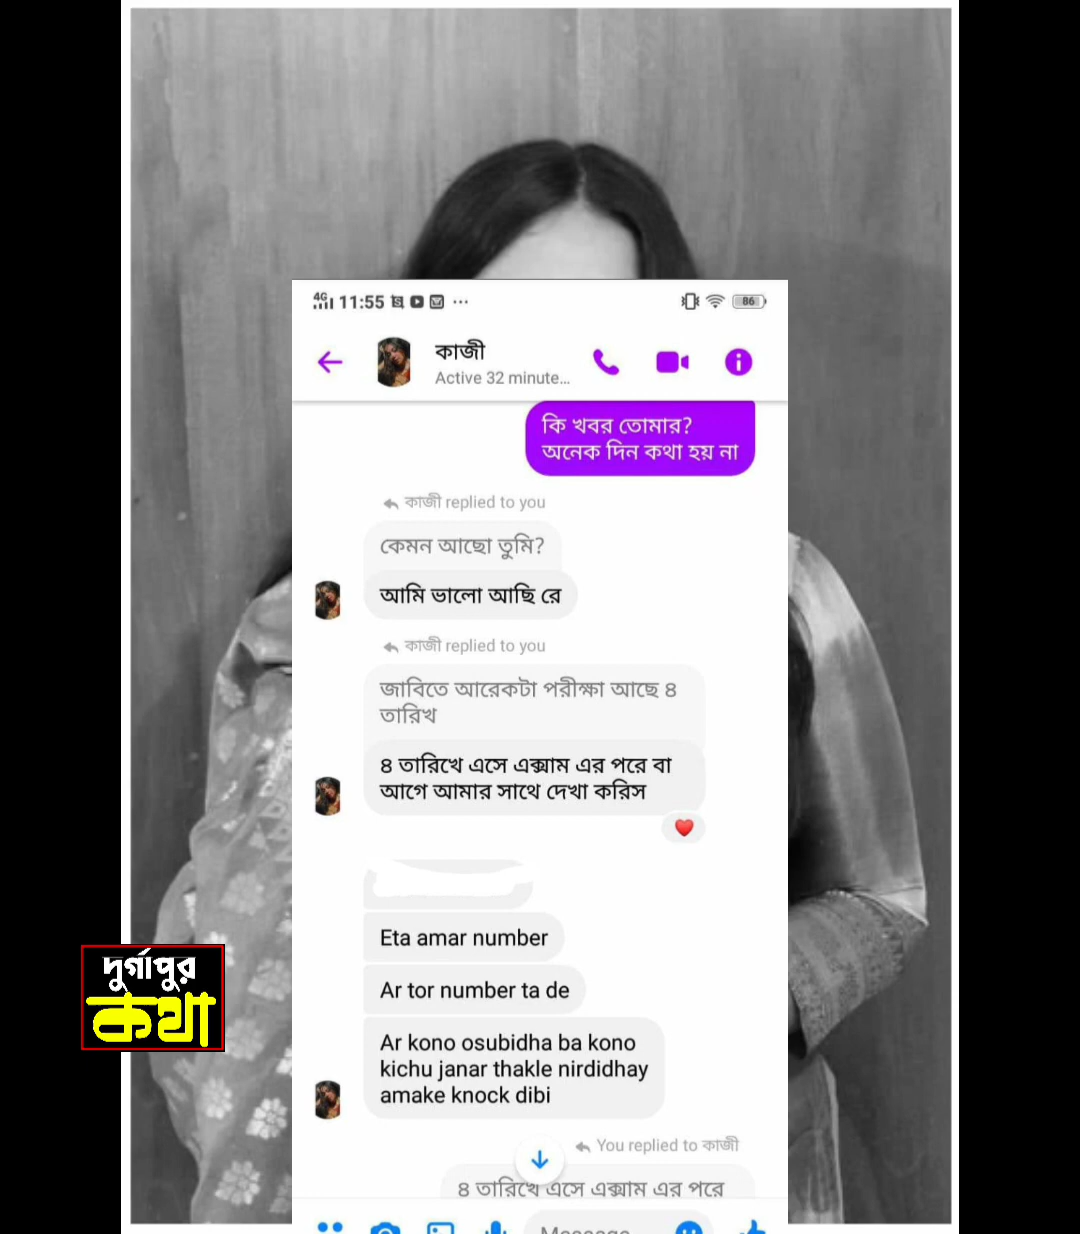 4G 11:55
86
কাজী
Active 32 minute...
কি খবর তোমার?
অনেক দিন কথা হয় না
কাজী replied to you
কেমন আছো তুমি?
আমি ভালো আছি রে
কাজী replied to you
জাবিতে আরেকটা পরীক্ষা আছে ৪
তারিখ
৪ তারিখে এসে এক্সাম এর পরে বা
আগে আমার সাথে দেখা করিস
Eta amar number
Ar tor number ta de
Ar kono osubidha ba kono
kichu janar thakle nirdidhay
amake knock dibi
You replied to কাজী
৪ তারিখে এসে এক্সাম এর পরে
Message
দুর্গাপুর
কথা